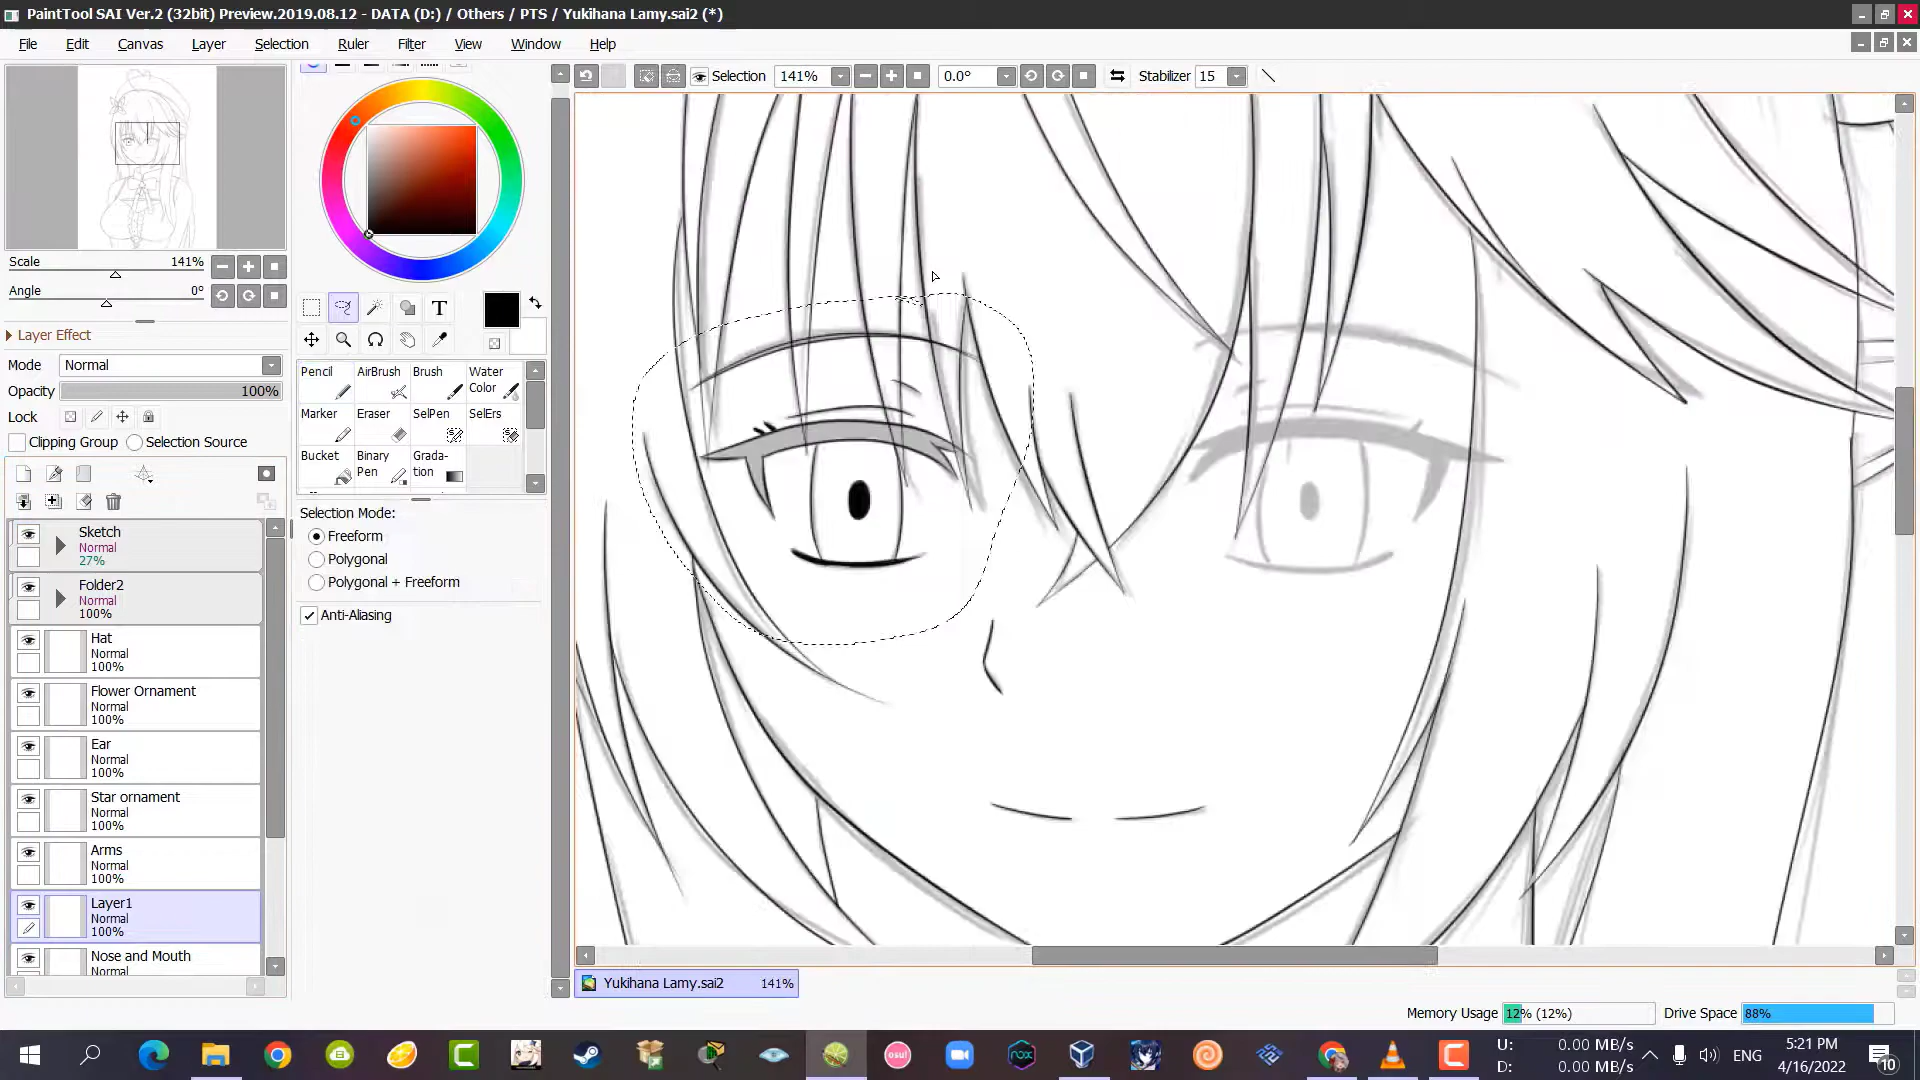 PaintTool SAI Ver.2 (32bit) Preview.2019.08.12 - DATA (D:) / Others / PTS / Yukihana Lamy.sai2 (*)
File Edit Canvas Layer Selection Ruler Filter View Window Help
Selection 141% 0.0° Stabilizer 15
Scale 141%
Angle 0°
Layer Effect
Mode Normal
Opacity 100%
Lock
Clipping Group Selection Source
Sketch
Normal
27%
Folder2
Normal
100%
Hat
Normal
100%
Flower Ornament
Normal
100%
Ear
Normal
100%
Star ornament
Normal
100%
Arms
Normal
100%
Layer1
Normal
100%
Nose and Mouth
Normal
T
Pencil AirBrush Brush Water Color
Marker Eraser SelPen SelErs
Bucket Binary Pen Grada-tion
Selection Mode:
Freeform
Polygonal
Polygonal + Freeform
Anti-Aliasing
Yukihana Lamy.sai2 141%
Memory Usage 12% (12%) Drive Space 88%
osu!
nox
U: 0.00 MB/s
D: 0.00 MB/s
ENG
5:21 PM
4/16/2022
10